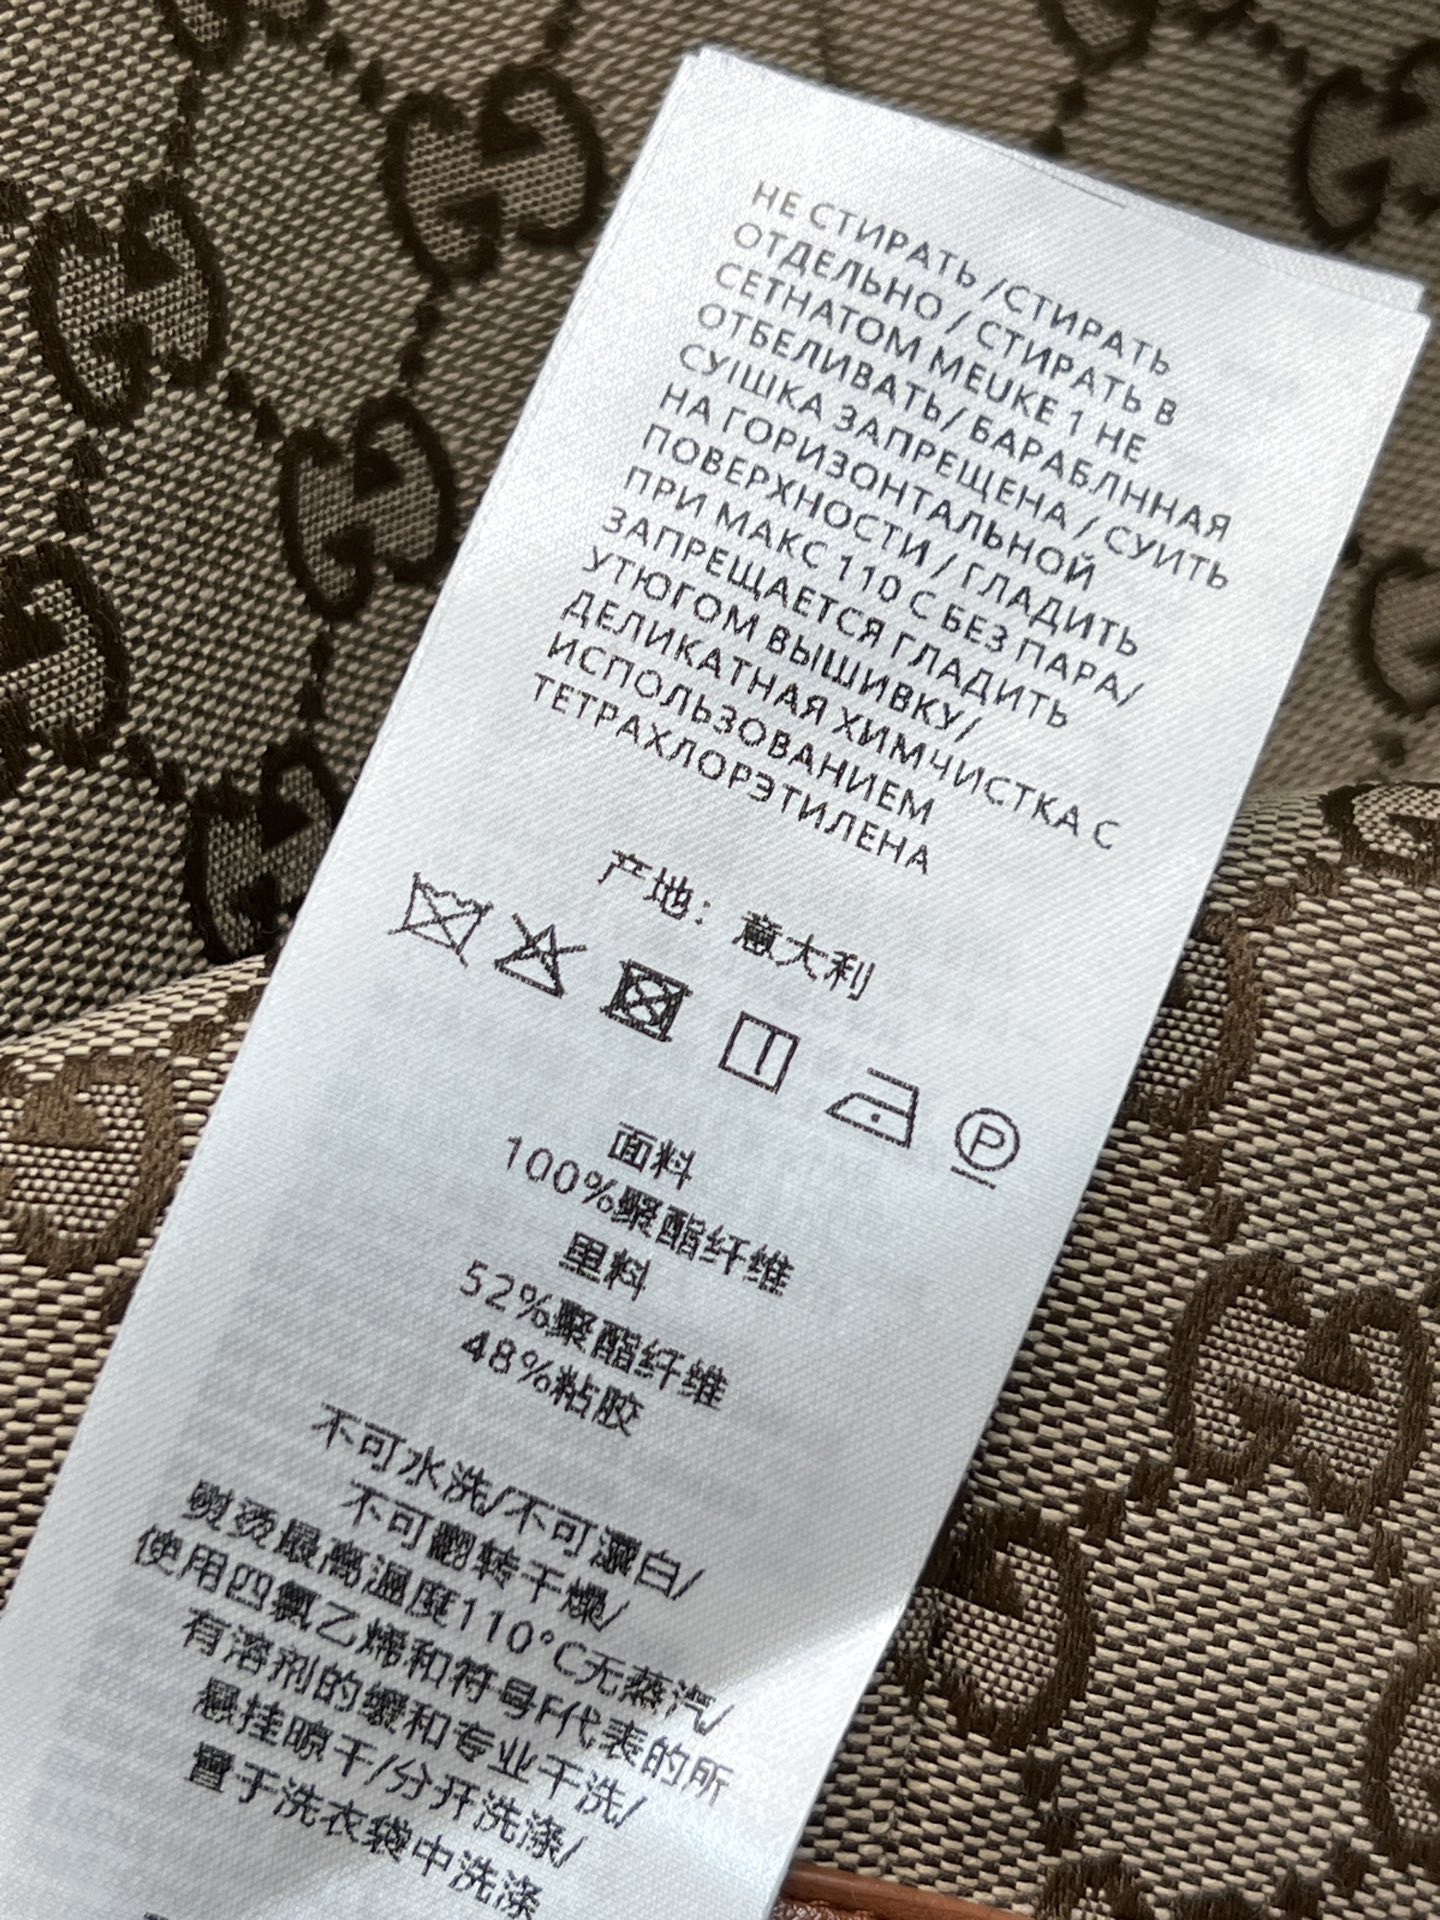 НЕ СТИРАТЬ /СТИРАТЬ
ОТДЕЛЬНО / СТИРАТЬ В
СЕТНАТОМ MEUKE 1 НЕ
ОТБЕЛИВАТЬ/ БАРАБЛННАЯ
СУІШКА ЗАПРЕЩЕНА / СУИТЬ
НА ГОРИЗОНТАЛЬНОЙ
ПОВЕРХНОСТИ / ГЛАДИТЬ
ПРИ МАКС 110 С БЕЗ ПАРА/
ЗАПРЕЩАЕТСЯ ГЛАДИТЬ
УТЮГОМ ВЫШИВКУ/
ДЕЛИКАТНАЯ ХИМЧИСТКА С
ИСПОЛЬЗОВАНИЕМ
ТЕТРАХЛОРЭТИЛЕНА
产地：意大利
P
面料
100%聚酯纤维
里料
52%聚酯纤维
48%粘胶
不可水洗/不可漂白/
不可翻转干燥/
熨烫最高温度110°C无蒸汽/
使用四氯乙烯和符号F代表的所
有溶剂的缓和专业干洗/
悬挂晾干/分开洗涤/
置于洗衣袋中洗涤